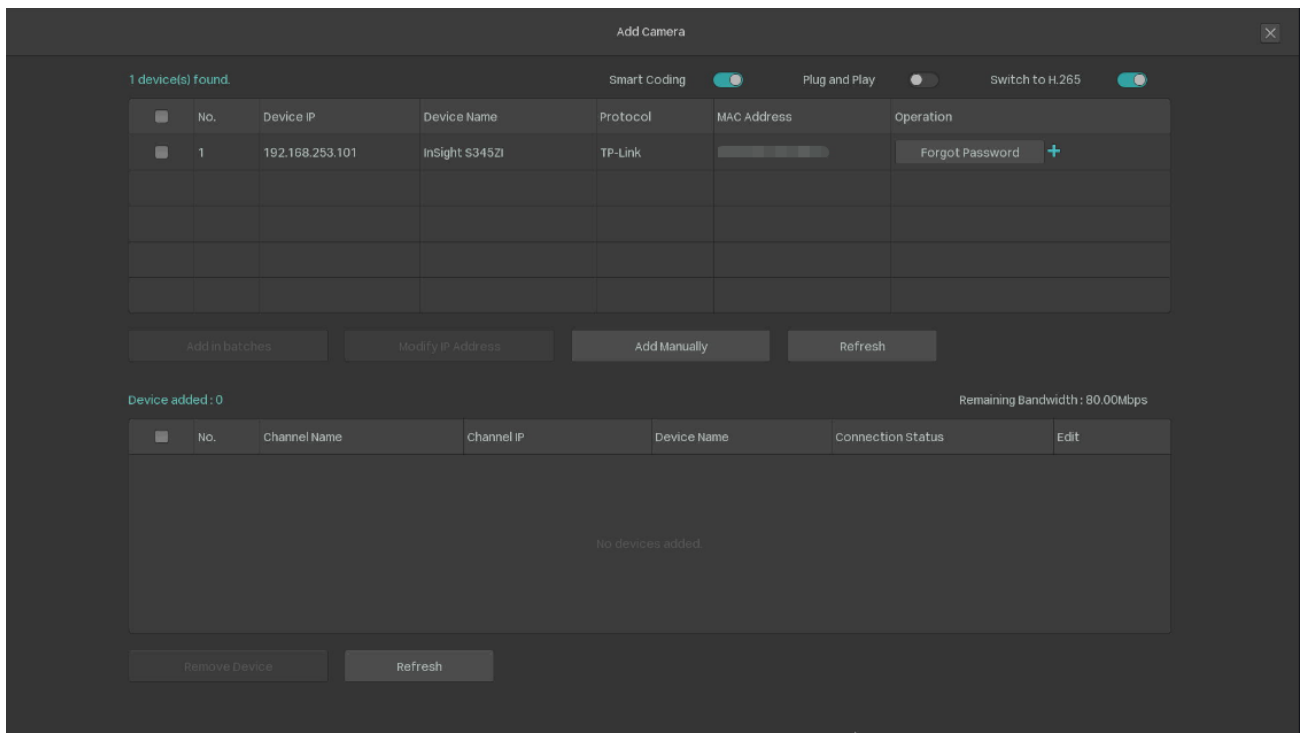 Add Camera
1 device(s) found.
Smart Coding
Plug and Play
Switch to H.265
No. Device IP Device Name Protocol MAC Address Operation
1 192.168.253.101 InSight S345ZI TP-Link Forgot Password +
Add in batches Modify IP Address Add Manually Refresh
Device added : 0 Remaining Bandwidth : 80.00Mbps
No. Channel Name Channel IP Device Name Connection Status Edit
No devices added.
Remove Device Refresh